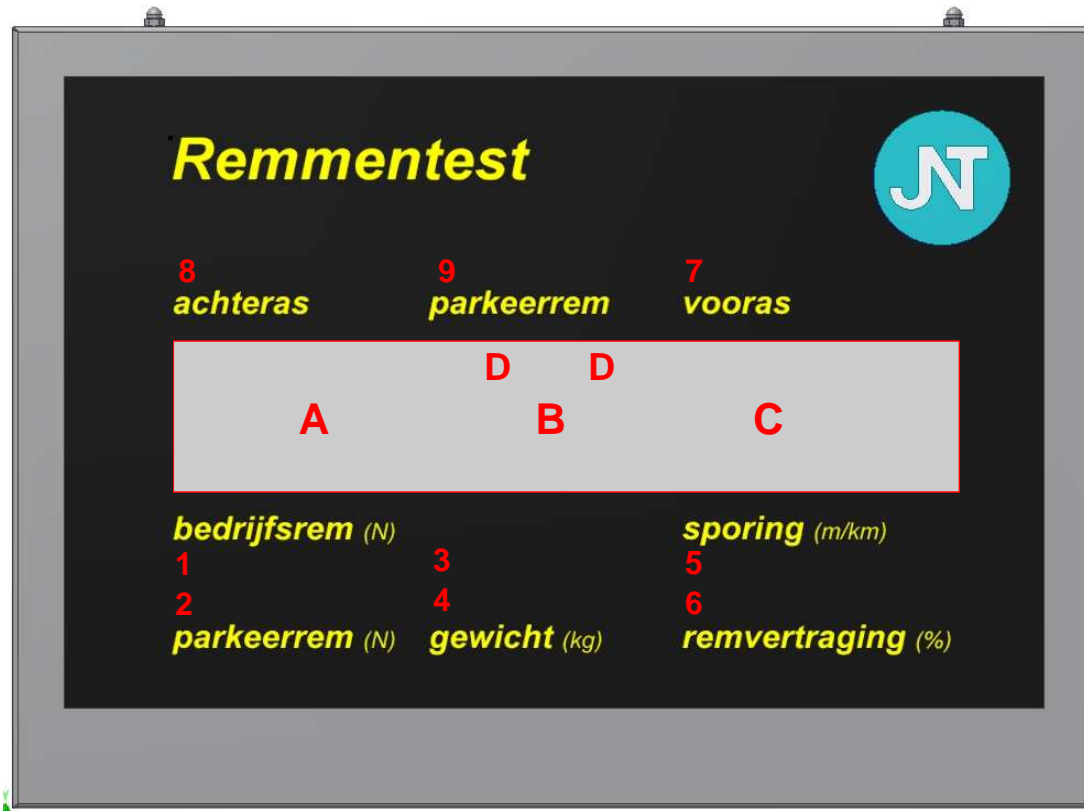 Remmentest
JNT
8 9 7
achteras parkeerrem vooras
D D
A B C
bedrijfsrem (N) sporing (m/km)
1 3 5
2 4 6
parkeerrem (N) gewicht (kg) remvertraging (%)
Y